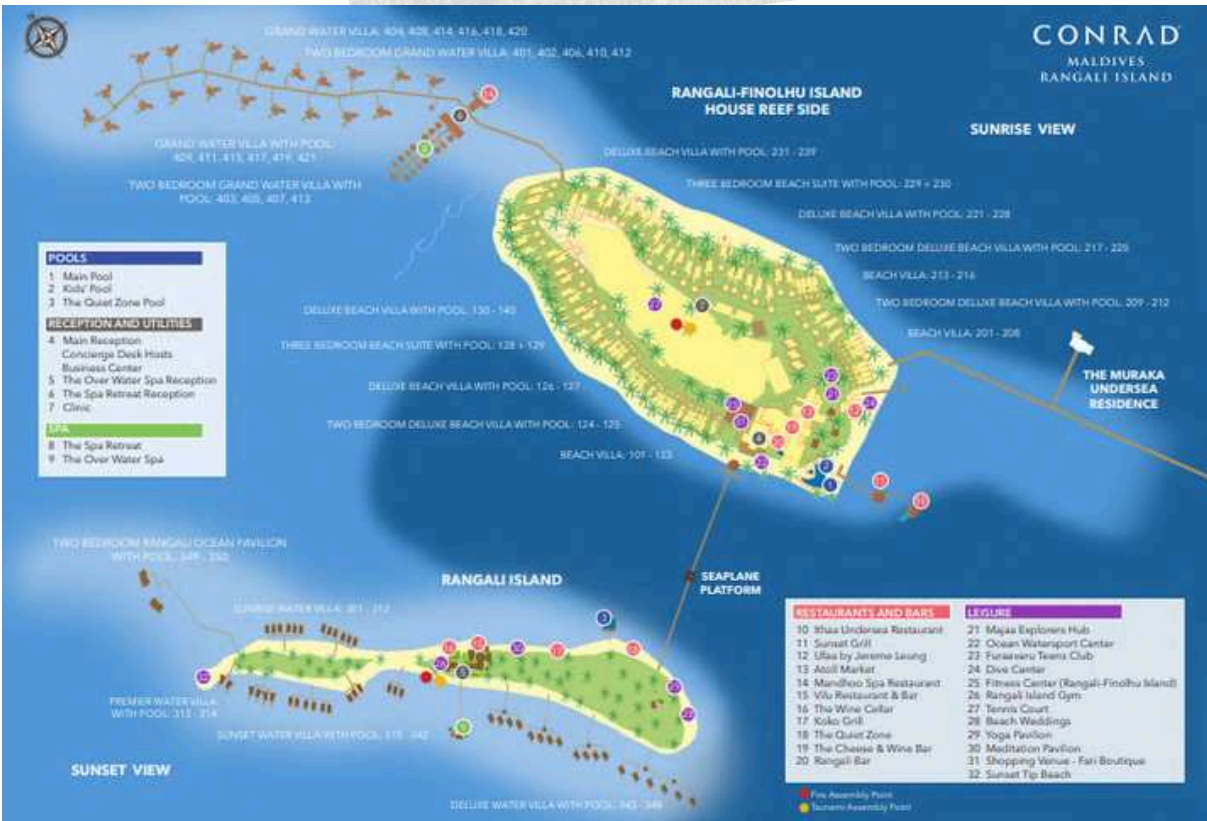 CONRAD
MALDIVES
RANGALI ISLAND
GRAND WATER VILLA: 404, 408, 414, 416, 418, 420
TWO BEDROOM GRAND WATER VILLA: 401, 402, 406, 410, 412
RANGALI-FINOLHU ISLAND
HOUSE REEF SIDE
SUNRISE VIEW
GRAND WATER VILLA WITH POOL:
409, 411, 415, 417, 419, 421
TWO BEDROOM GRAND WATER VILLA WITH
POOL: 403, 405, 407, 413
DELUXE BEACH VILLA WITH POOL: 231 - 239
THREE BEDROOM BEACH SUITE WITH POOL: 229 + 230
DELUXE BEACH VILLA WITH POOL: 221 - 228
TWO BEDROOM DELUXE BEACH VILLA WITH POOL: 217 - 220
BEACH VILLA: 213 - 216
TWO BEDROOM DELUXE BEACH VILLA WITH POOL: 209 - 212
BEACH VILLA: 201 - 208
POOLS
1 Main Pool
2 Kids' Pool
3 The Quiet Zone Pool
RECEPTION AND UTILITIES
4 Main Reception
Concierge Desk Hosts
Business Center
5 The Over Water Spa Reception
6 The Spa Retreat Reception
7 Clinic
SPA
8 The Spa Retreat
9 The Over Water Spa
DELUXE BEACH VILLA WITH POOL: 130 - 140
THREE BEDROOM BEACH SUITE WITH POOL: 128 + 129
DELUXE BEACH VILLA WITH POOL: 126 - 127
TWO BEDROOM DELUXE BEACH VILLA WITH POOL: 124 - 125
BEACH VILLA: 101 - 123
THE MURAKA
UNDERSEA
RESIDENCE
SEAPLANE
PLATFORM
TWO BEDROOM RANGALI OCEAN PAVILION
WITH POOL: 349 - 350
RANGALI ISLAND
SUNRISE WATER VILLA: 301 - 312
PREMIER WATER VILLA
WITH POOL: 313 - 314
SUNSET WATER VILLA WITH POOL: 315 - 342
SUNSET VIEW
DELUXE WATER VILLA WITH POOL: 343 - 348
RESTAURANTS AND BARS
10 Ithaa Undersea Restaurant
11 Sunset Grill
12 Ufaa by Jereme Leung
13 Atoll Market
14 Mandhoo Spa Restaurant
15 Vilu Restaurant & Bar
16 The Wine Cellar
17 Koko Grill
18 The Quiet Zone
19 The Cheese & Wine Bar
20 Rangali Bar
LEISURE
21 Majaa Explorers Hub
22 Ocean Watersport Center
23 Furaavaru Teens Club
24 Dive Center
25 Fitness Center (Rangali-Finolhu Island)
26 Rangali Island Gym
27 Tennis Court
28 Beach Weddings
29 Yoga Pavilion
30 Meditation Pavilion
31 Shopping Venue - Fari Boutique
32 Sunset Tip Beach
Fire Assembly Point
Tsunami Assembly Point